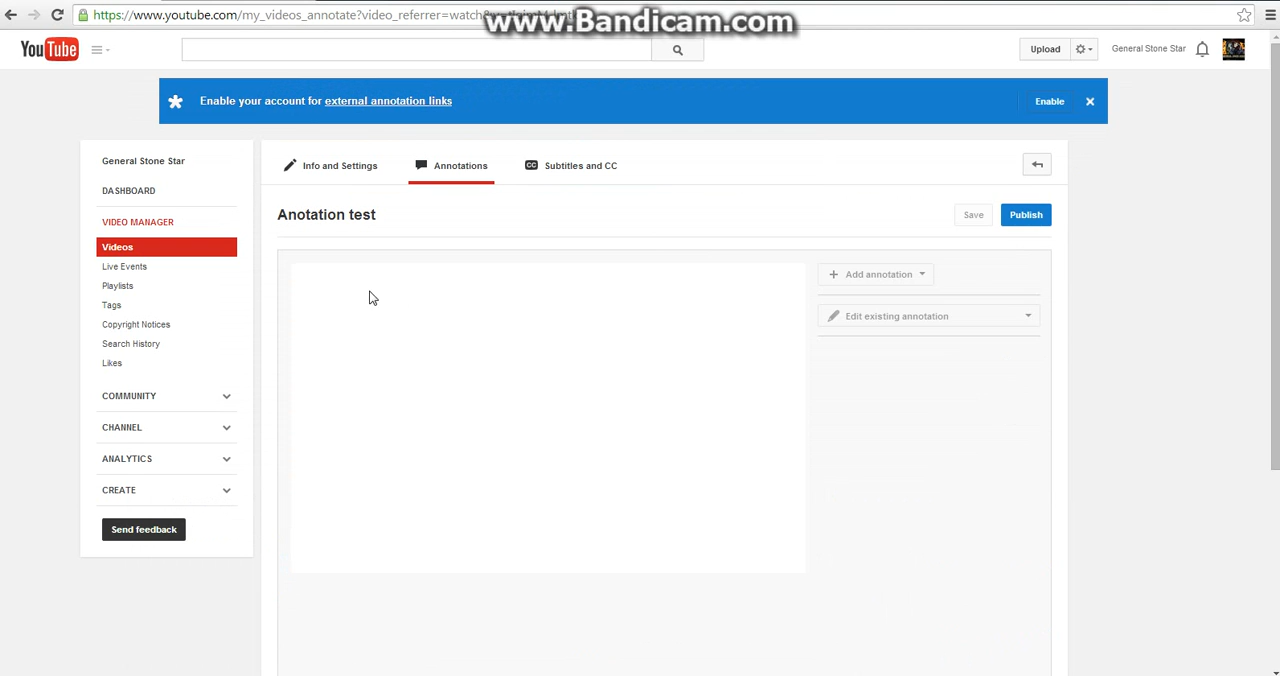 https://www.youtube.com/my_videos_annotate?video_referrer=watch
www.Bandicam.com
YouTube
Upload
General Stone Star
Enable your account for external annotation links
Enable
General Stone Star
Info and Settings
Annotations
CC
Subtitles and CC
DASHBOARD
Anotation test
Save
Publish
VIDEO MANAGER
Videos
Live Events
Playlists
Tags
Copyright Notices
Search History
Likes
Add annotation
Edit existing annotation
COMMUNITY
CHANNEL
ANALYTICS
CREATE
Send feedback